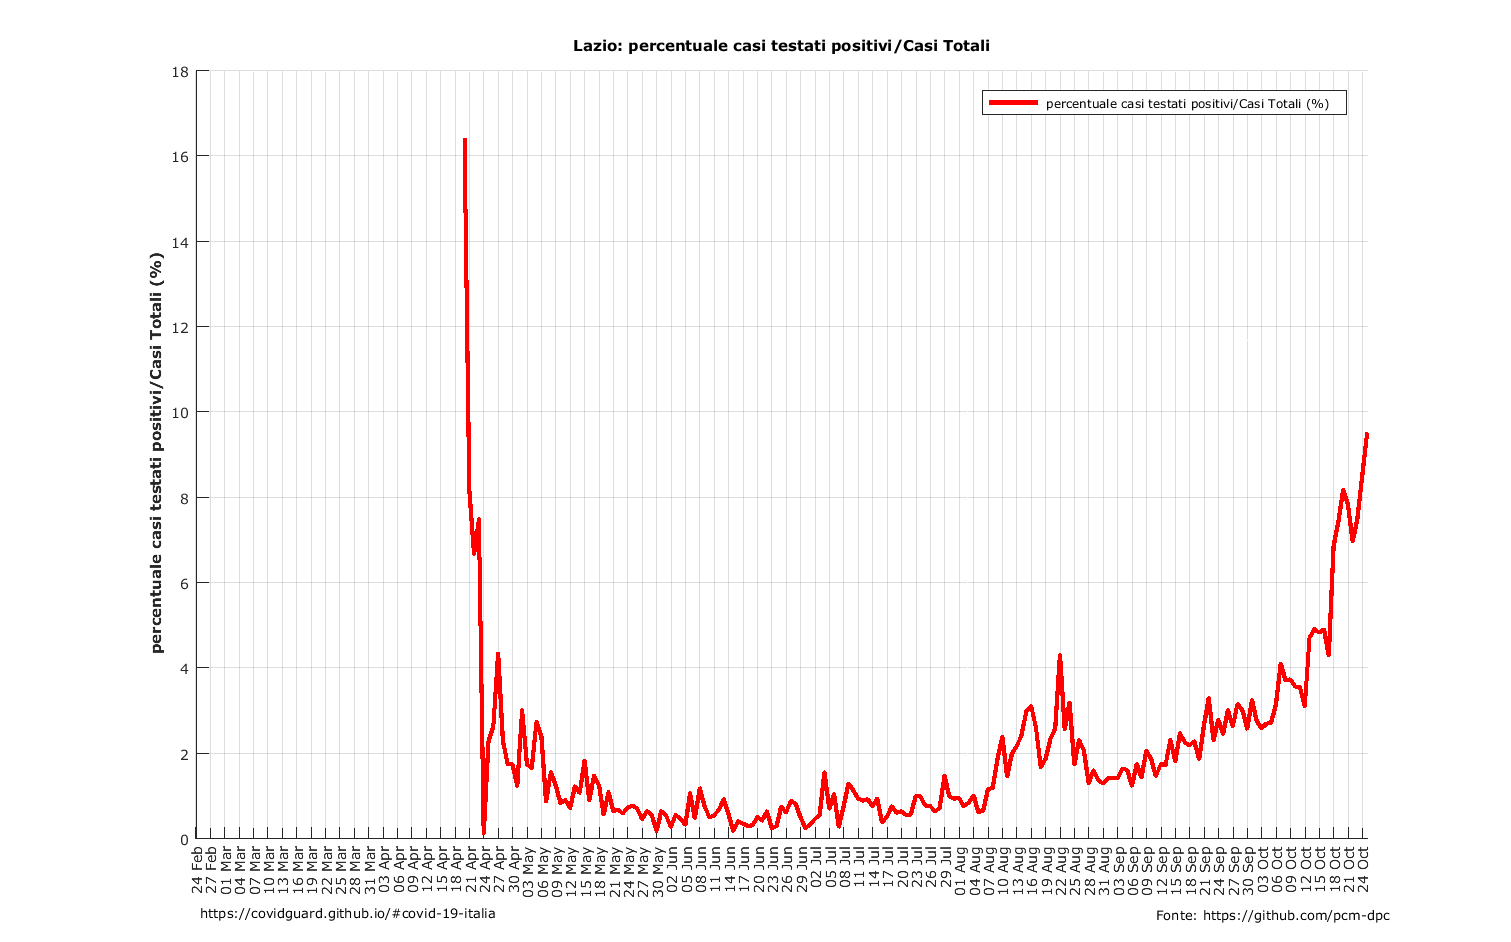 Lazio: percentuale casi testati positivi/Casi Totali
percentuale casi testati positivi/Casi Totali (%)
percentuale casi testati positivi/Casi Totali (%)
18
16
14
12
10
8
6
4
2
0
24 Feb
27 Feb
01 Mar
04 Mar
07 Mar
10 Mar
13 Mar
16 Mar
19 Mar
22 Mar
25 Mar
28 Mar
31 Mar
03 Apr
06 Apr
09 Apr
12 Apr
15 Apr
18 Apr
21 Apr
24 Apr
27 Apr
30 Apr
03 May
06 May
09 May
12 May
15 May
18 May
21 May
24 May
27 May
30 May
02 Jun
05 Jun
08 Jun
11 Jun
14 Jun
17 Jun
20 Jun
23 Jun
26 Jun
29 Jun
02 Jul
05 Jul
08 Jul
11 Jul
14 Jul
17 Jul
20 Jul
23 Jul
26 Jul
29 Jul
01 Aug
04 Aug
07 Aug
10 Aug
13 Aug
16 Aug
19 Aug
22 Aug
25 Aug
28 Aug
31 Aug
03 Sep
06 Sep
09 Sep
12 Sep
15 Sep
18 Sep
21 Sep
24 Sep
27 Sep
30 Sep
03 Oct
06 Oct
09 Oct
12 Oct
15 Oct
18 Oct
21 Oct
24 Oct
https://covidguard.github.io/#covid-19-italia
Fonte: https://github.com/pcm-dpc